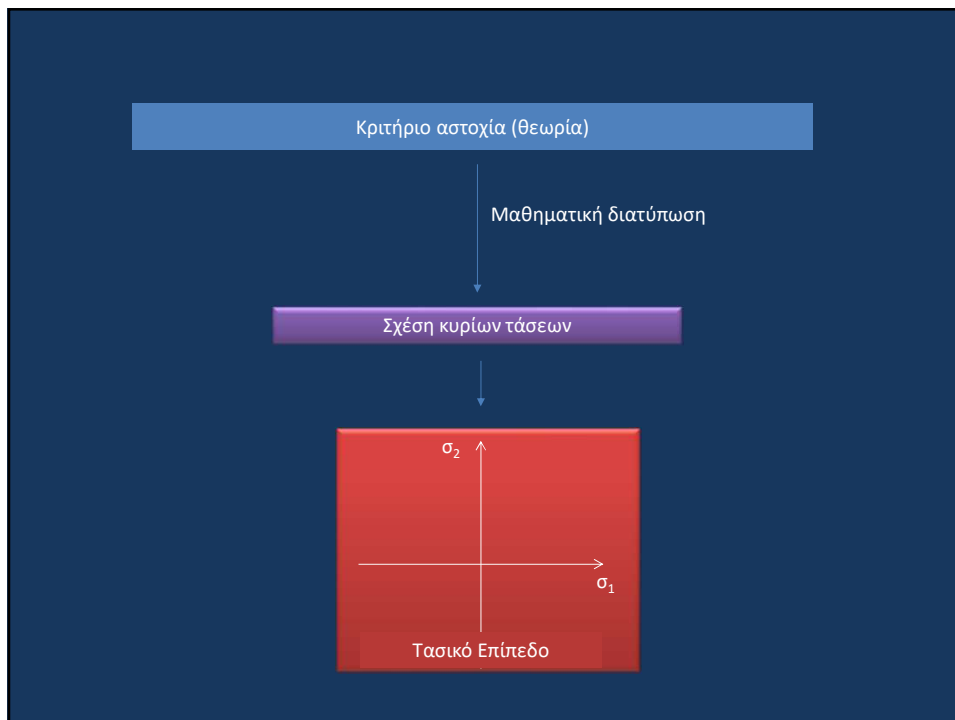 Κριτήριο αστοχία (θεωρία)
Μαθηματική διατύπωση
Σχέση κυρίων τάσεων
σ₂
σ₁
Τασικό Επίπεδο